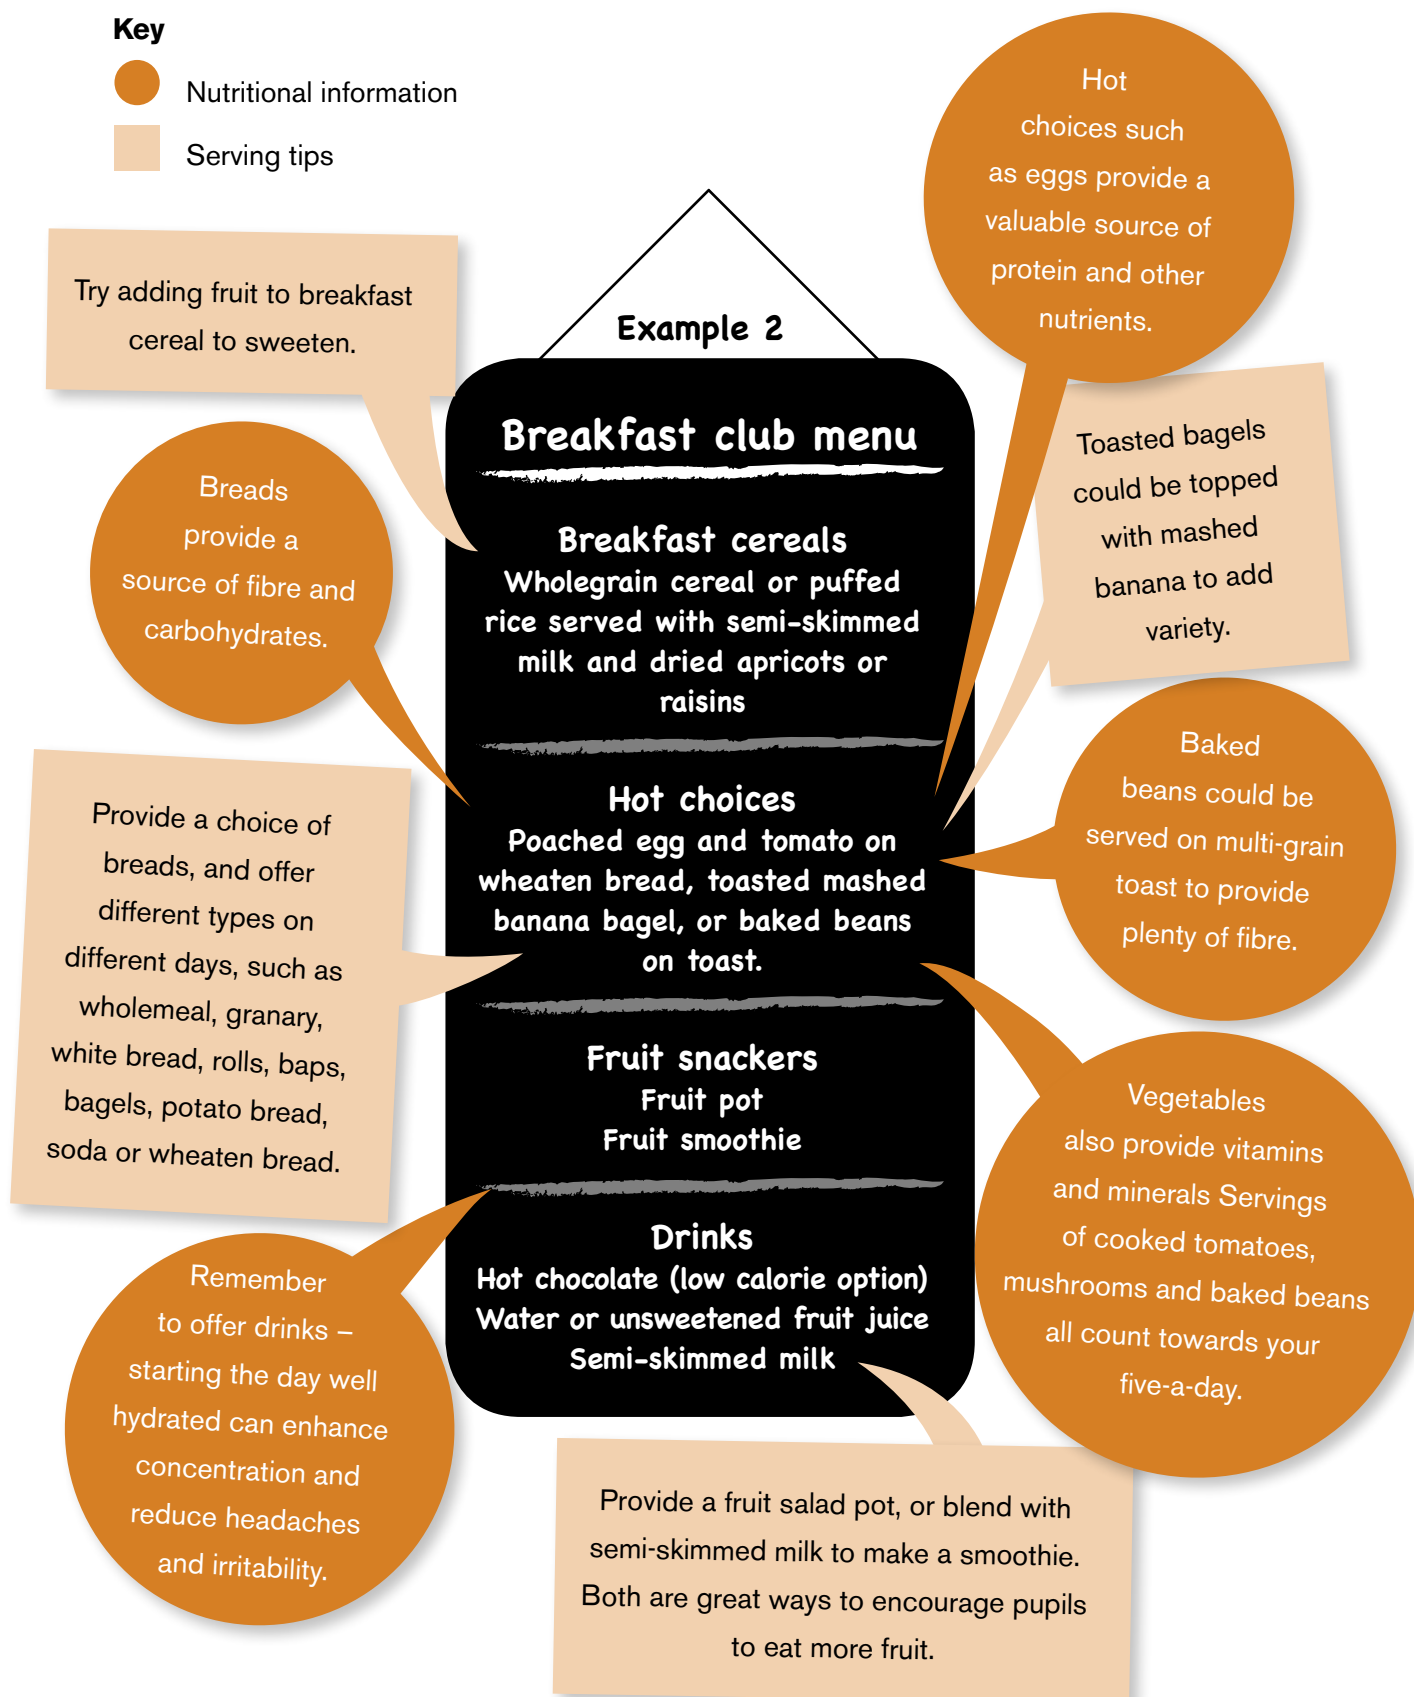 Key
Nutritional information
Serving tips
Hot
choices such
as eggs provide a
valuable source of
protein and other
nutrients.
Try adding fruit to breakfast
cereal to sweeten.
Example 2
Breakfast club menu
Toasted bagels
could be topped
with mashed
banana to add
variety.
Breads
provide a
source of fibre and
carbohydrates.
Breakfast cereals
Wholegrain cereal or puffed
rice served with semi-skimmed
milk and dried apricots or
raisins
Baked
beans could be
served on multi-grain
toast to provide
plenty of fibre.
Provide a choice of
breads, and offer
different types on
different days, such as
wholemeal, granary,
white bread, rolls, baps,
bagels, potato bread,
soda or wheaten bread.
Hot choices
Poached egg and tomato on
wheaten bread, toasted mashed
banana bagel, or baked beans
on toast.
Fruit snackers
Fruit pot
Fruit smoothie
Vegetables
also provide vitamins
and minerals Servings
of cooked tomatoes,
mushrooms and baked beans
all count towards your
five-a-day.
Drinks
Hot chocolate (low calorie option)
Water or unsweetened fruit juice
Semi-skimmed milk
Remember
to offer drinks –
starting the day well
hydrated can enhance
concentration and
reduce headaches
and irritability.
Provide a fruit salad pot, or blend with
semi-skimmed milk to make a smoothie.
Both are great ways to encourage pupils
to eat more fruit.